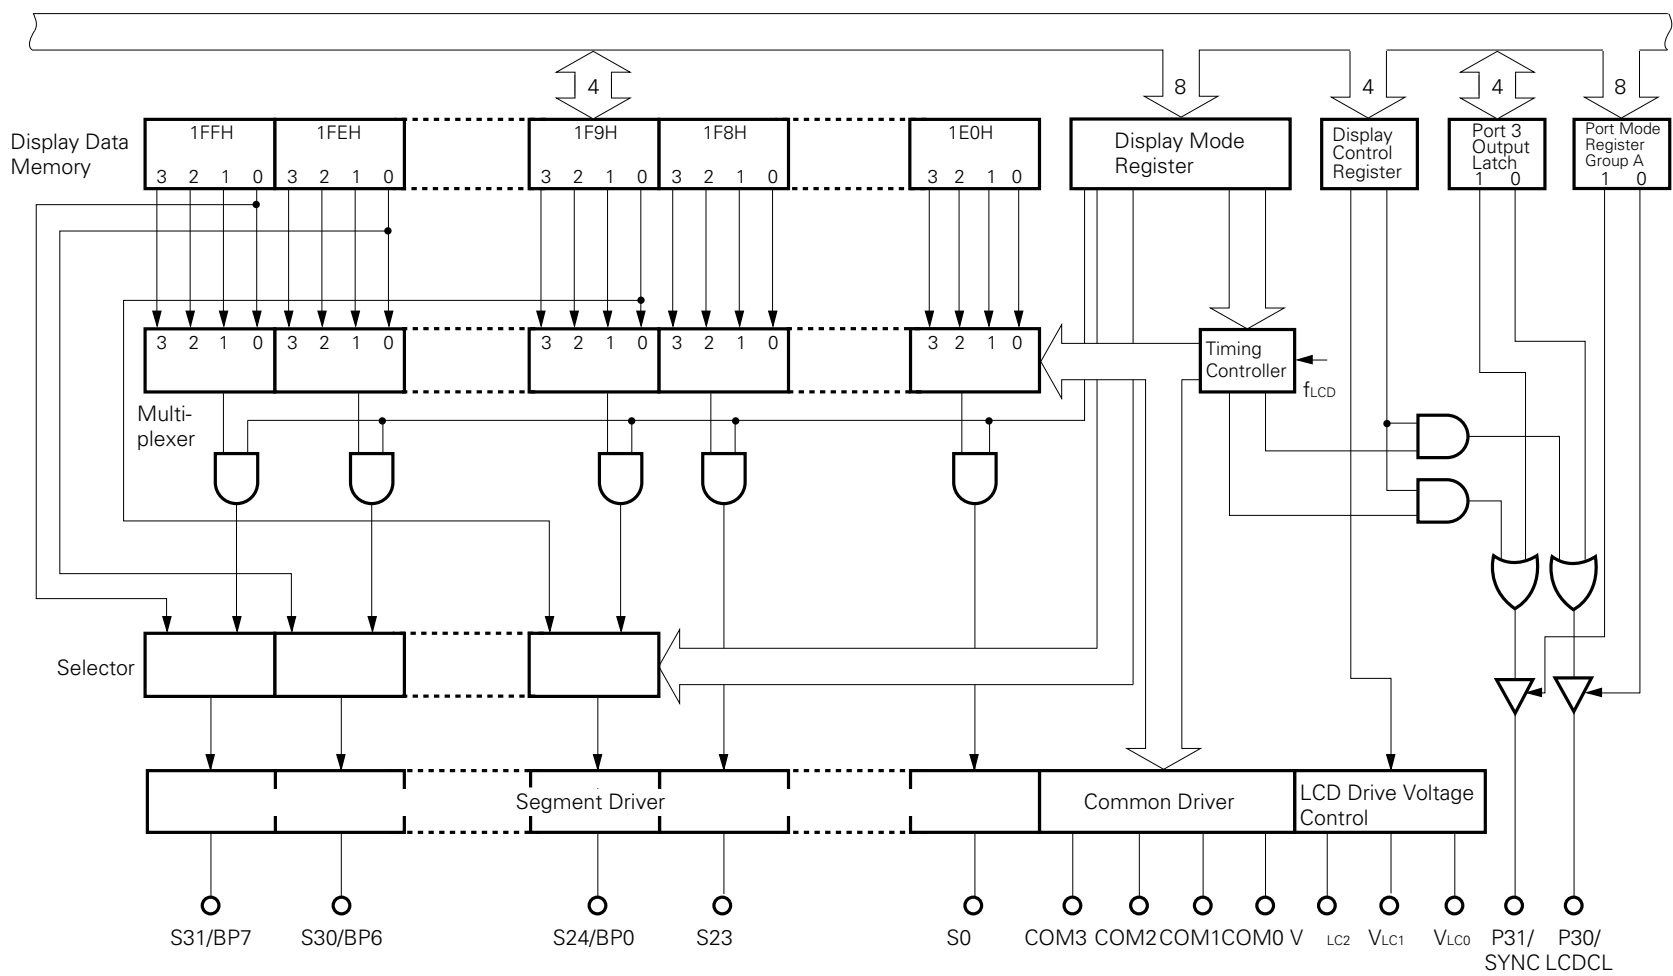 4 8 4 4 8
Display Data
Memory
1FFH 1FEH 1F9H 1F8H 1E0H
3 2 1 0 3 2 1 0 3 2 1 0 3 2 1 0 3 2 1 0
Display Mode
Register
Display
Control
Register
Port 3
Output
Latch
1 0
Port Mode
Register
Group A
1 0
3 2 1 0 3 2 1 0 3 2 1 0 3 2 1 0 3 2 1 0
Multi-
plexer
Timing
Controller
fLCD
Selector
Segment Driver
Common Driver
LCD Drive Voltage
Control
S31/BP7 S30/BP6 S24/BP0 S23 S0 COM3 COM2 COM1 COM0 V LC2 VLC1 VLC0
P31/
SYNC
P30/
LCDCL